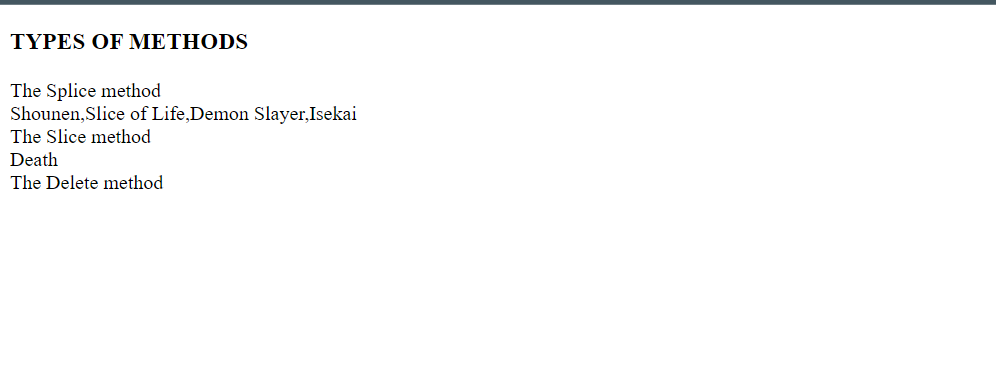 TYPES OF METHODS
The Splice method
Shounen,Slice of Life,Demon Slayer,Isekai
The Slice method
Death
The Delete method